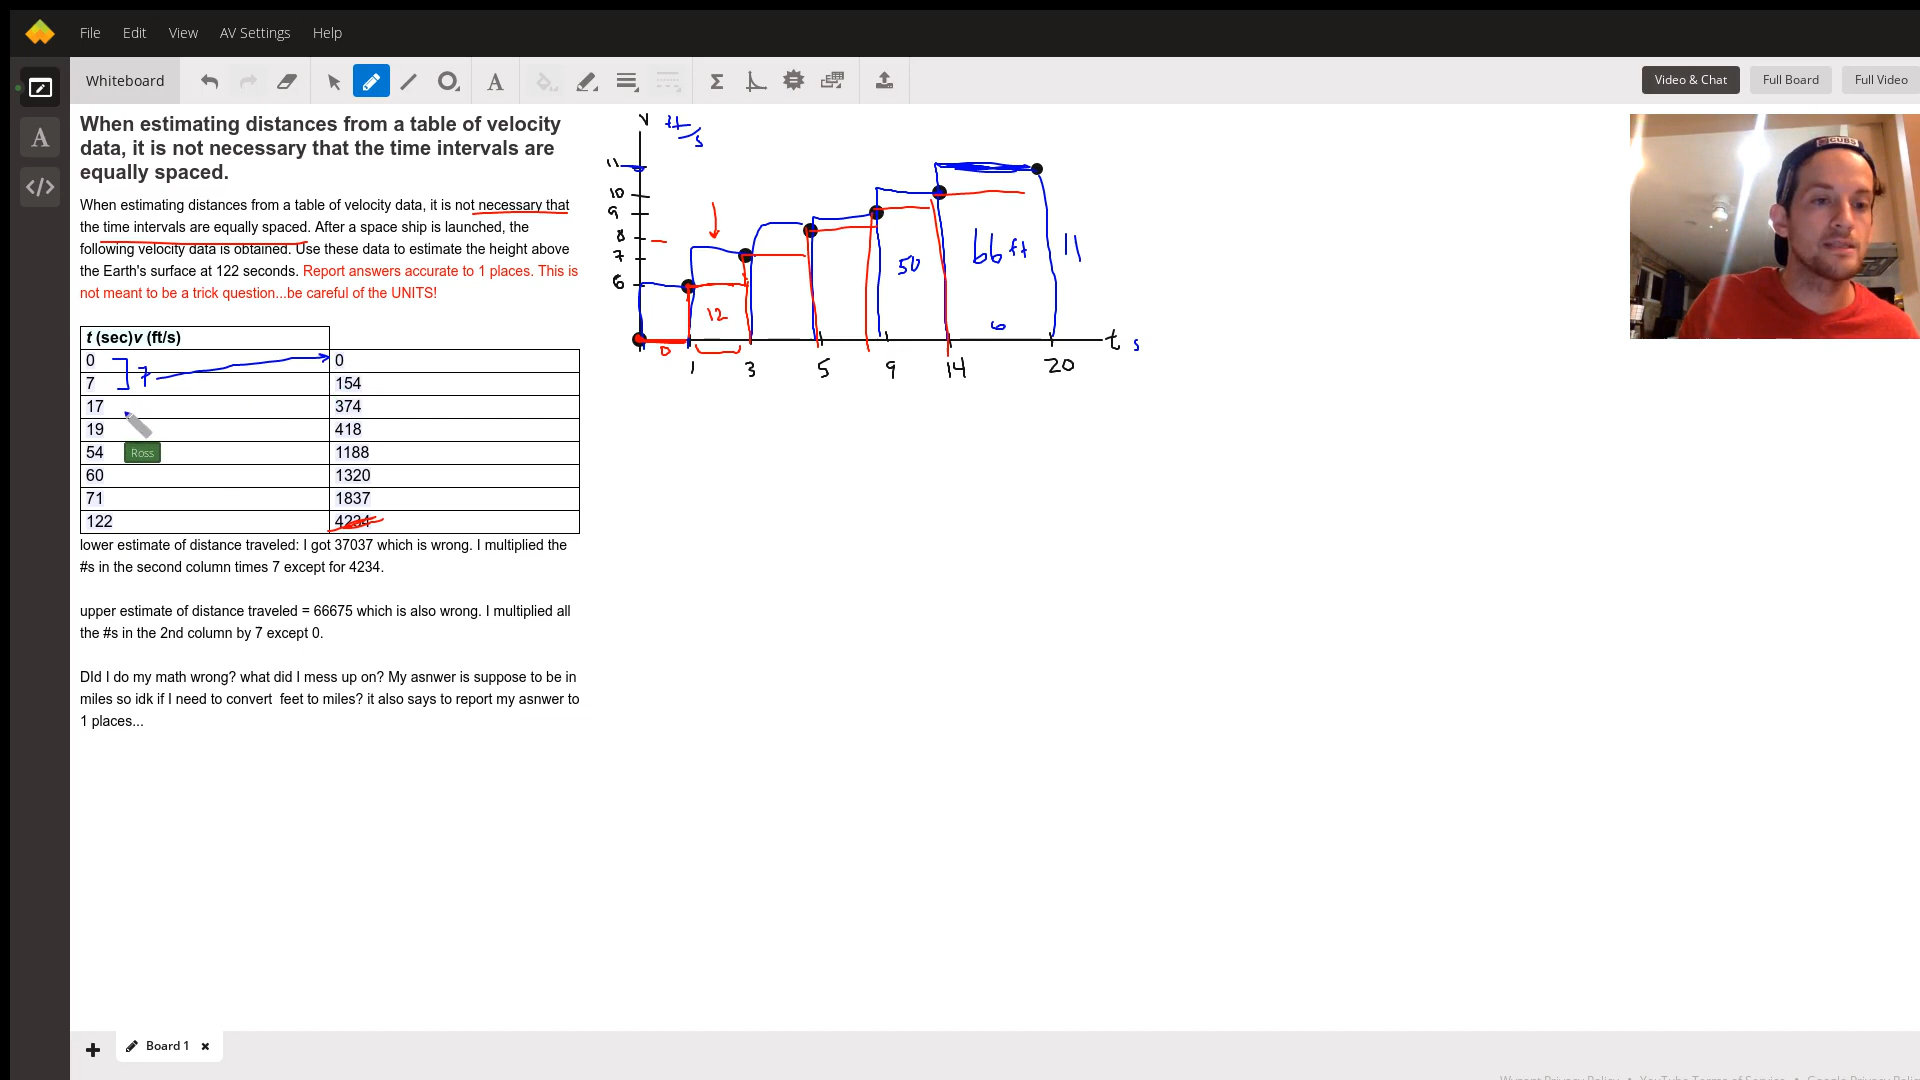 File Edit View AV Settings Help
Whiteboard
A
Σ
Video & Chat Full Board Full Video
When estimating distances from a table of velocity
data, it is not necessary that the time intervals are
equally spaced.
When estimating distances from a table of velocity data, it is not necessary that
the time intervals are equally spaced. After a space ship is launched, the
following velocity data is obtained. Use these data to estimate the height above
the Earth's surface at 122 seconds. Report answers accurate to 1 places. This is
not meant to be a trick question...be careful of the UNITS!
t (sec)v (ft/s)
0 7 0
7 154
17 374
19 418
54 1188
60 1320
71 1837
122 4234
Ross
lower estimate of distance traveled: I got 37037 which is wrong. I multiplied the
#s in the second column times 7 except for 4234.
upper estimate of distance traveled = 66675 which is also wrong. I multiplied all
the #s in the 2nd column by 7 except 0.
DId I do my math wrong? what did I mess up on? My asnwer is suppose to be in
miles so idk if I need to convert  feet to miles? it also says to report my asnwer to
1 places...
v ft/s
11
10
9
8
7
6
12 50 66 ft 11
6
0
t s
1 3 5 9 14 20
CUBS
A
</>
Board 1